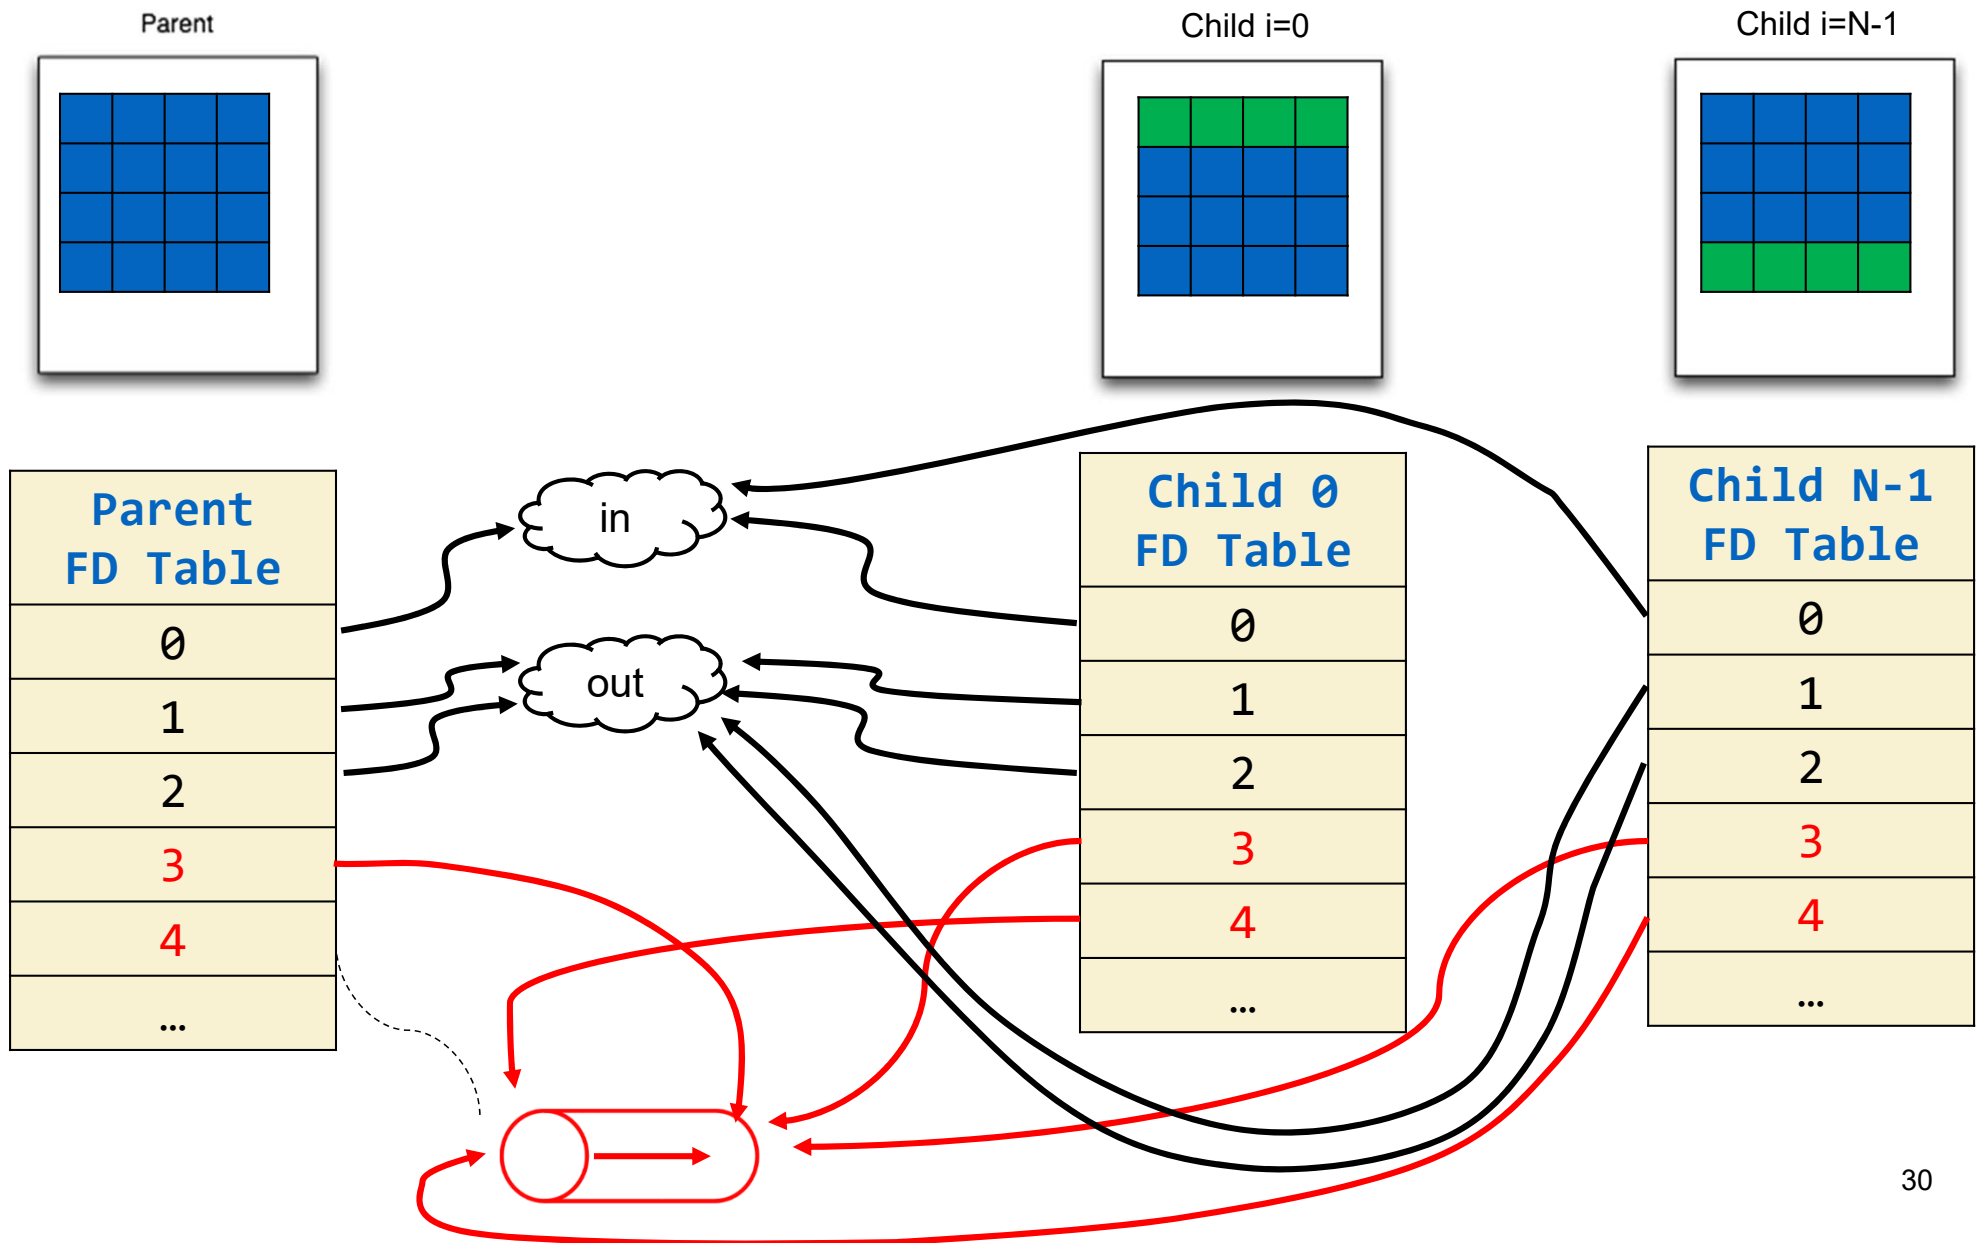 Parent
Child i=0
Child i=N-1
Parent
FD Table
0
1
2
3
4
…
in
out
Child 0
FD Table
0
1
2
3
4
…
Child N-1
FD Table
0
1
2
3
4
…
30